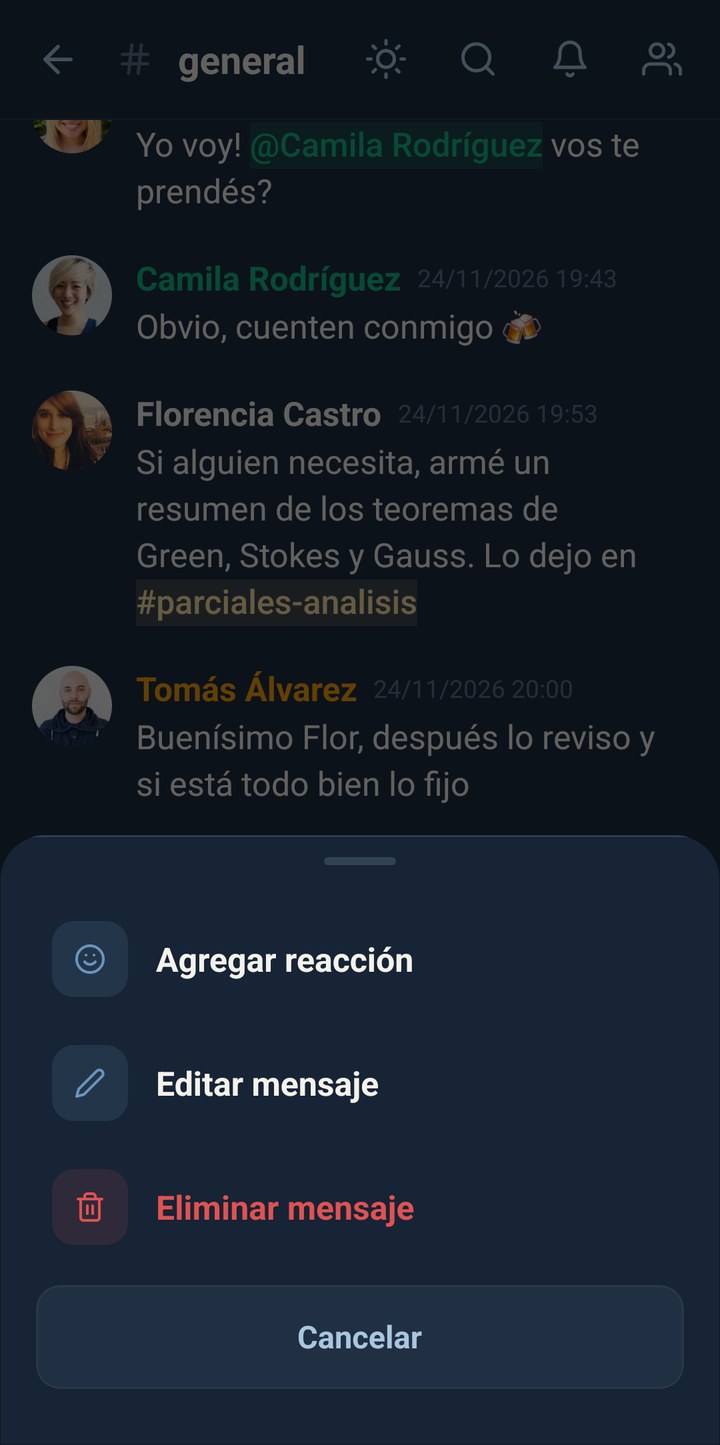 # general
Yo voy! @Camila Rodríguez vos te
prendés?
Camila Rodríguez 24/11/2026 19:43
Obvio, cuenten conmigo 🍻
Florencia Castro 24/11/2026 19:53
Si alguien necesita, armé un
resumen de los teoremas de
Green, Stokes y Gauss. Lo dejo en
#parciales-analisis
Tomás Álvarez 24/11/2026 20:00
Buenísimo Flor, después lo reviso y
si está todo bien lo fijo
Agregar reacción
Editar mensaje
Eliminar mensaje
Cancelar